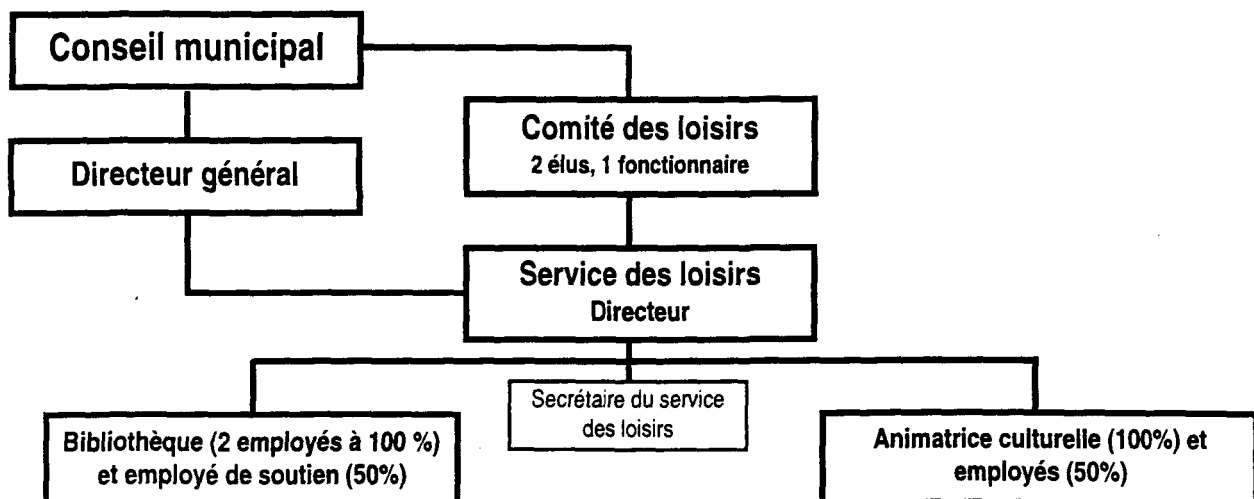 Conseil municipal
Comité des loisirs
2 élus, 1 fonctionnaire
Directeur général
Service des loisirs
Directeur
Secrétaire du service
des loisirs
Bibliothèque (2 employés à 100 %)
et employé de soutien (50%)
Animatrice culturelle (100%) et
employés (50%)